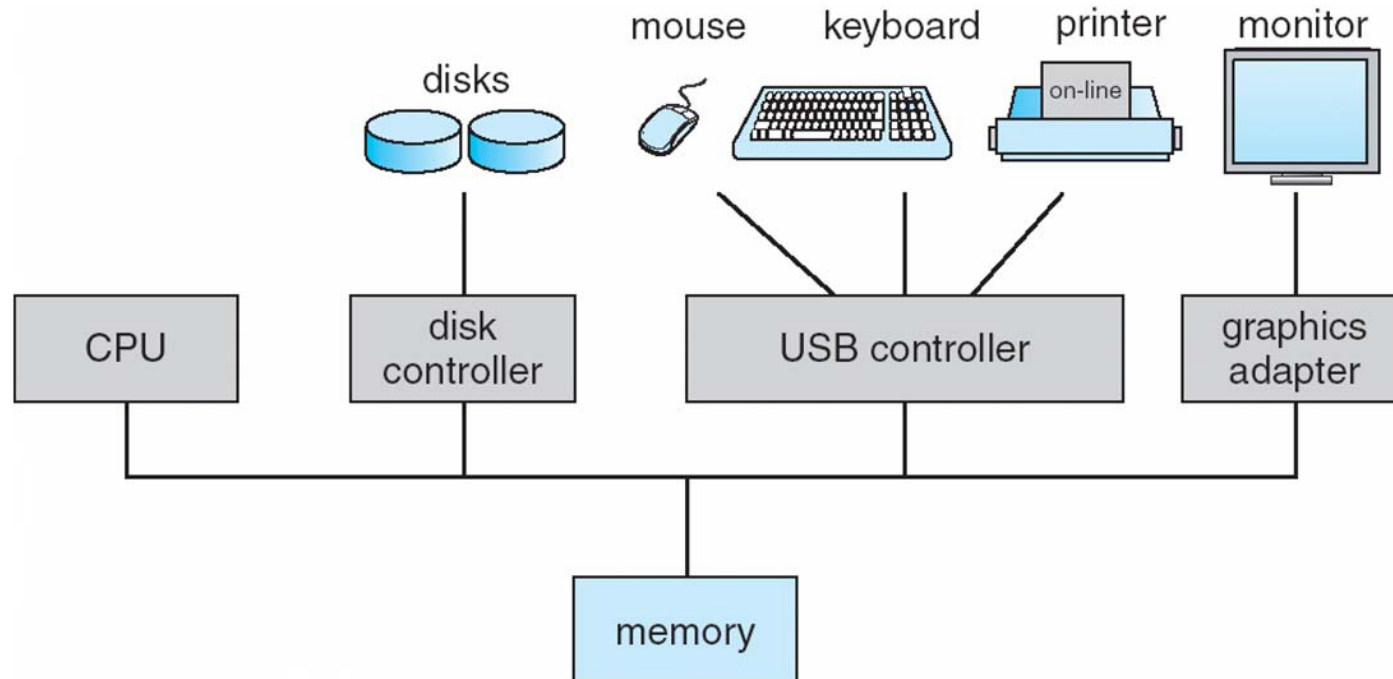 mouse
keyboard
printer
monitor
disks
on-line
CPU
disk
controller
USB controller
graphics
adapter
memory